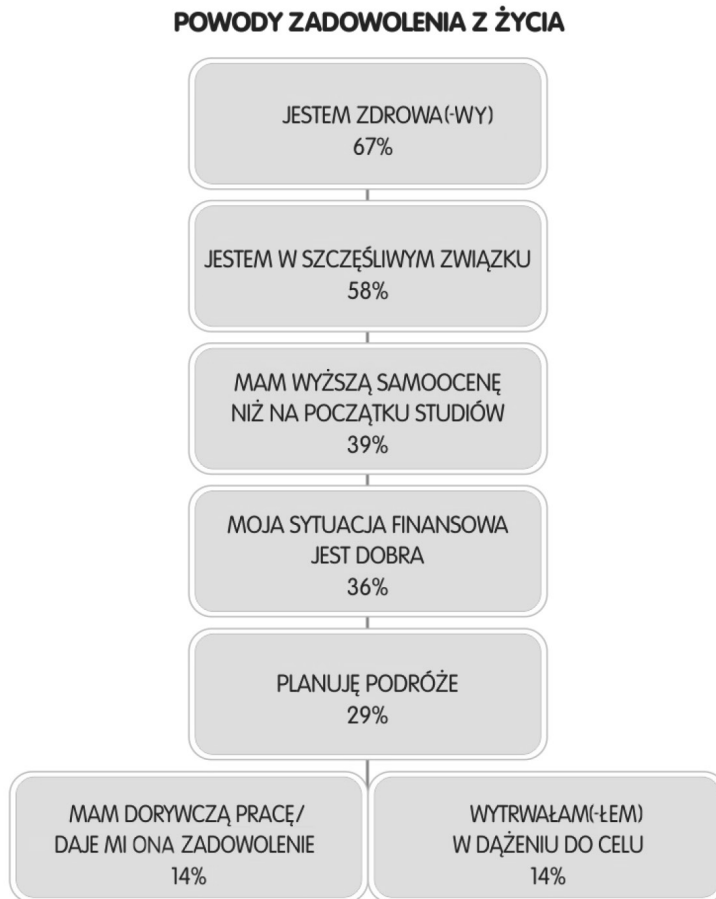 POWODY ZADOWOLENIA Z ŻYCIA
JESTEM ZDROWA(-WY)
67%
JESTEM W SZCZĘŚLIWYM ZWIĄZKU
58%
MAM WYŻSZĄ SAMOOCENĘ
NIŻ NA POCZĄTKU STUDIÓW
39%
MOJA SYTUACJA FINANSOWA
JEST DOBRA
36%
PLANUJĘ PODRÓŻE
29%
MAM DORYWCZĄ PRACĘ/
DAJE MI ONA ZADOWOLENIE
14%
WYTRWAŁAM(-ŁEM)
W DĄŻENIU DO CELU
14%